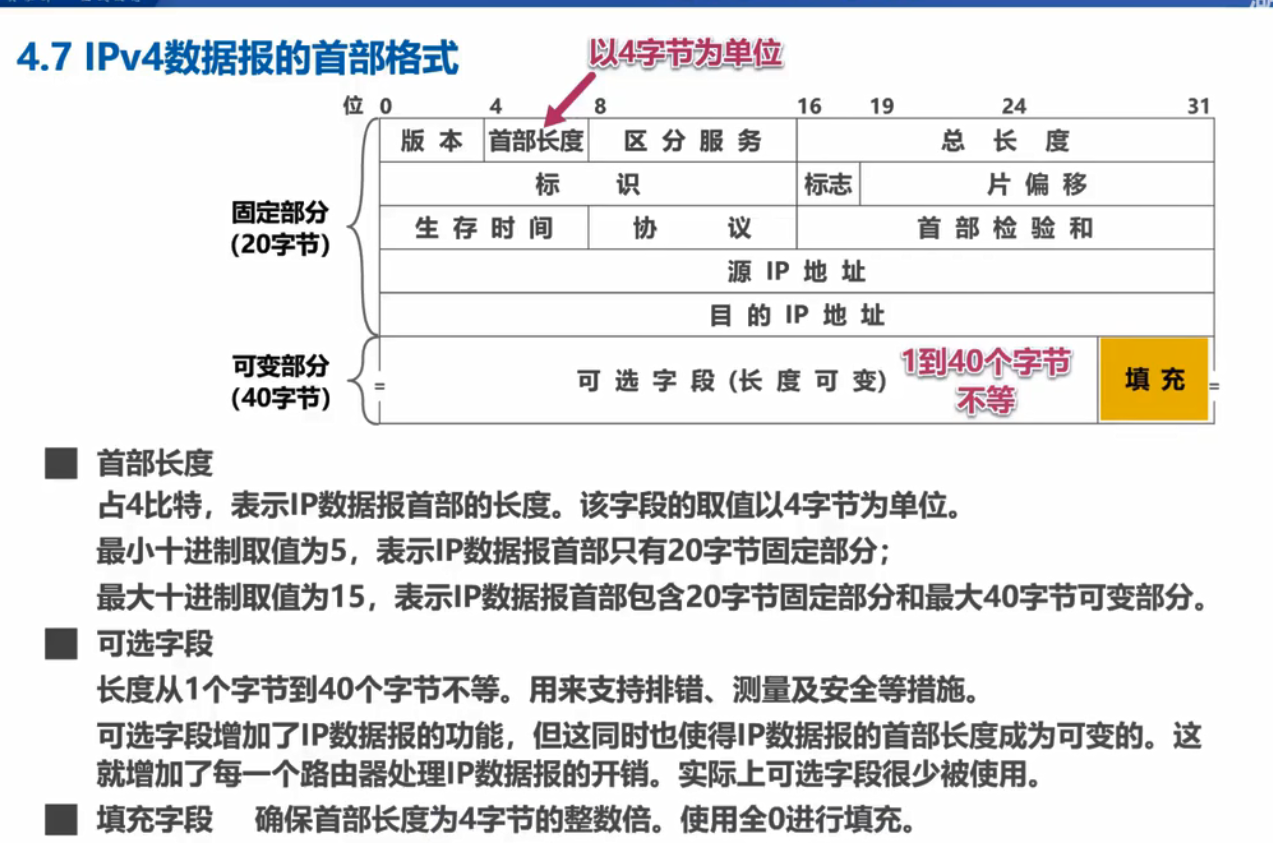 4.7 IPv4数据报的首部格式
以4字节为单位
位 0 4 8 16 19 24 31
版 本 首部长度 区 分 服 务 总 长 度
标 识 标志 片 偏 移
固定部分
(20字节)
生 存 时 间 协 议 首 部 检 验 和
源 IP 地 址
目 的 IP 地 址
可变部分
(40字节)
可 选 字 段 (长 度 可 变)
1到40个字节
不等
填 充
首部长度
占4比特，表示IP数据报首部的长度。该字段的取值以4字节为单位。
最小十进制取值为5，表示IP数据报首部只有20字节固定部分；
最大十进制取值为15，表示IP数据报首部包含20字节固定部分和最大40字节可变部分。
可选字段
长度从1个字节到40个字节不等。用来支持排错、测量及安全等措施。
可选字段增加了IP数据报的功能，但这同时也使得IP数据报的首部长度成为可变的。这
就增加了每一个路由器处理IP数据报的开销。实际上可选字段很少被使用。
填充字段 确保首部长度为4字节的整数倍。使用全0进行填充。